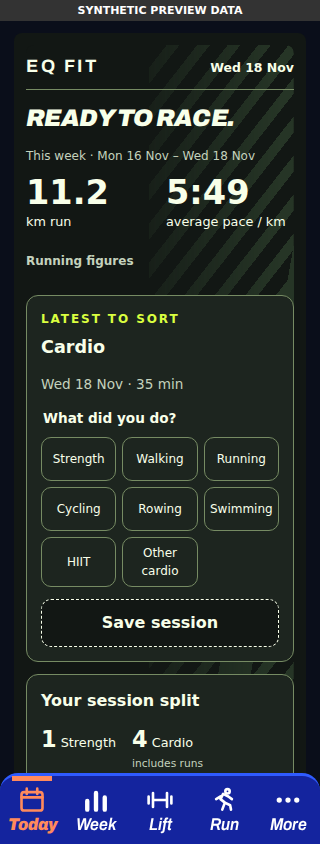 SYNTHETIC PREVIEW DATA
EQ FIT
Wed 18 Nov
READY TO RACE.
This week · Mon 16 Nov – Wed 18 Nov
11.2
5:49
km run
average pace / km
Running figures
LATEST TO SORT
Cardio
Wed 18 Nov · 35 min
What did you do?
Strength
Walking
Running
Cycling
Rowing
Swimming
HIIT
Other
cardio
Save session
Your session split
1 Strength
4 Cardio
includes runs
Today
Week
Lift
Run
More